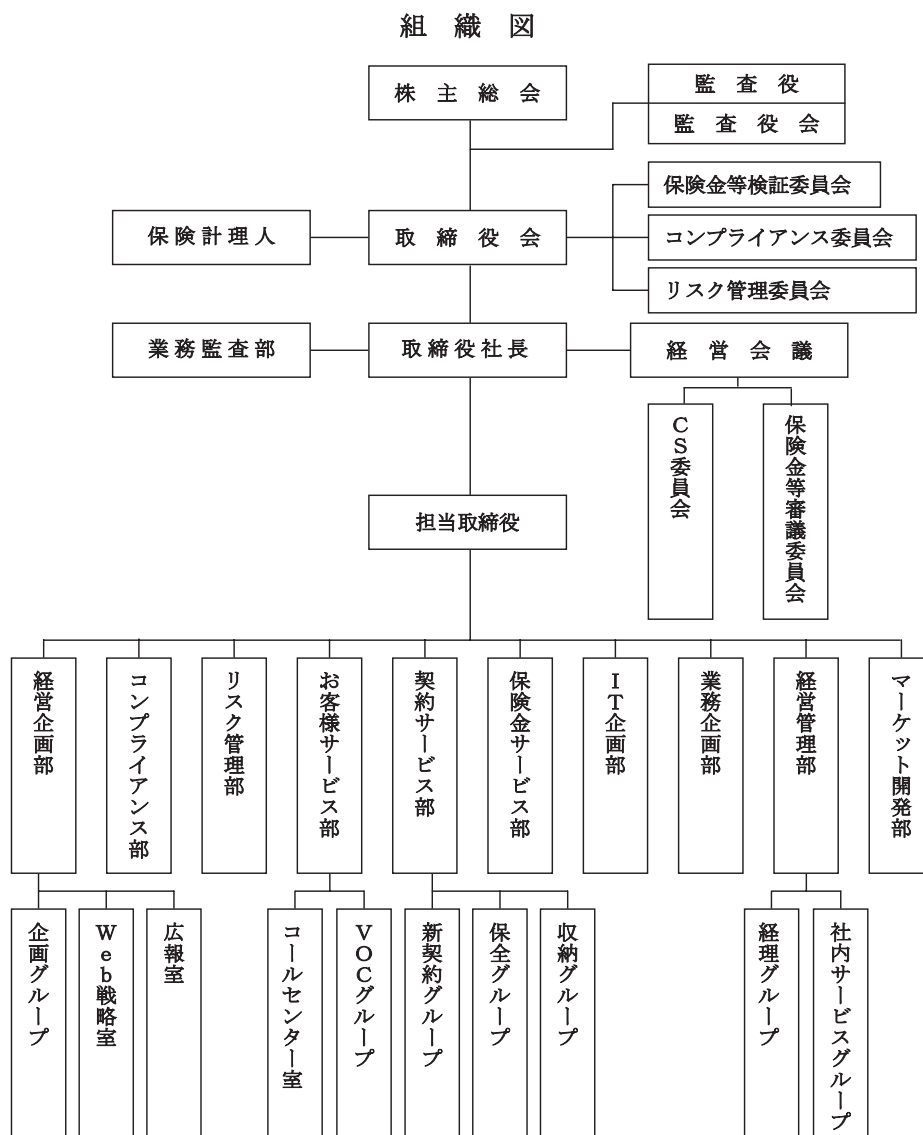 組織図
株主総会
監査役
監査役会
保険金等検証委員会
保険計理人
取締役会
コンプライアンス委員会
リスク管理委員会
業務監査部
取締役社長
経営会議
CS委員会
保険金等審議委員会
担当取締役
経営企画部
コンプライアンス部
リスク管理部
お客様サービス部
契約サービス部
保険金サービス部
IT企画部
業務企画部
経営管理部
マーケット開発部
企画グループ
Web戦略室
広報室
コールセンター室
VOCグループ
新契約グループ
保全グループ
収納グループ
経理グループ
社内サービスグループ